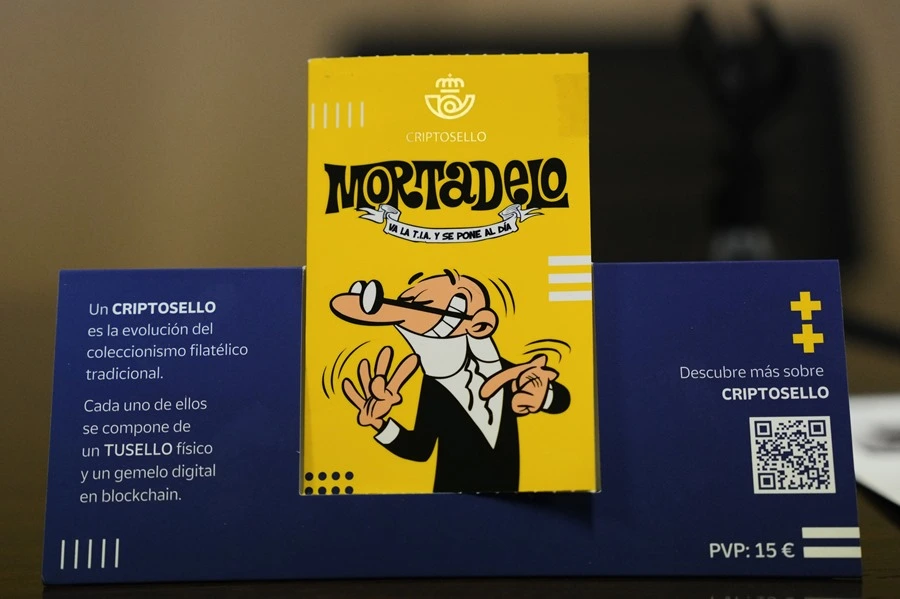 CRIPTOSELLO
MORTADELO
VA LA T.I.A. Y SE PONE AL DÍA
Un CRIPTOSELLO
es la evolución del
coleccionismo filatélico
tradicional.
Cada uno de ellos
se compone de
un TUSELLO físico
y un gemelo digital
en blockchain.
Descubre más sobre
CRIPTOSELLO
PVP: 15 €